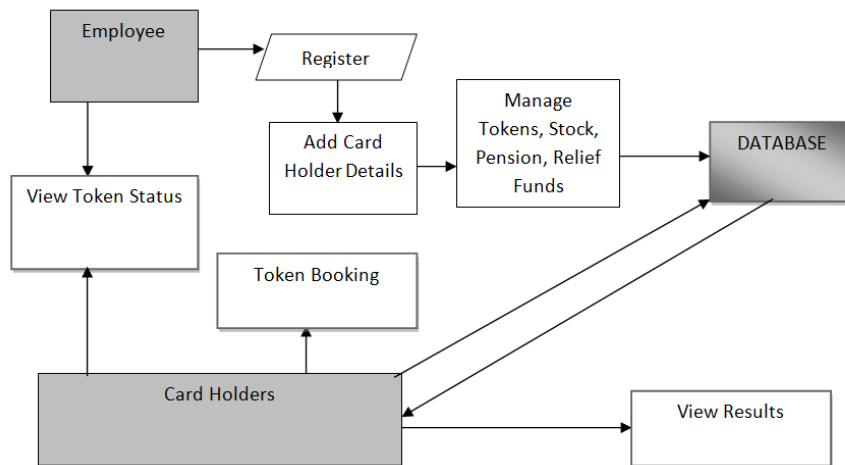 Employee
Register
Manage
Tokens, Stock,
Pension, Relief
Funds
Add Card
Holder Details
DATABASE
View Token Status
Token Booking
Card Holders
View Results